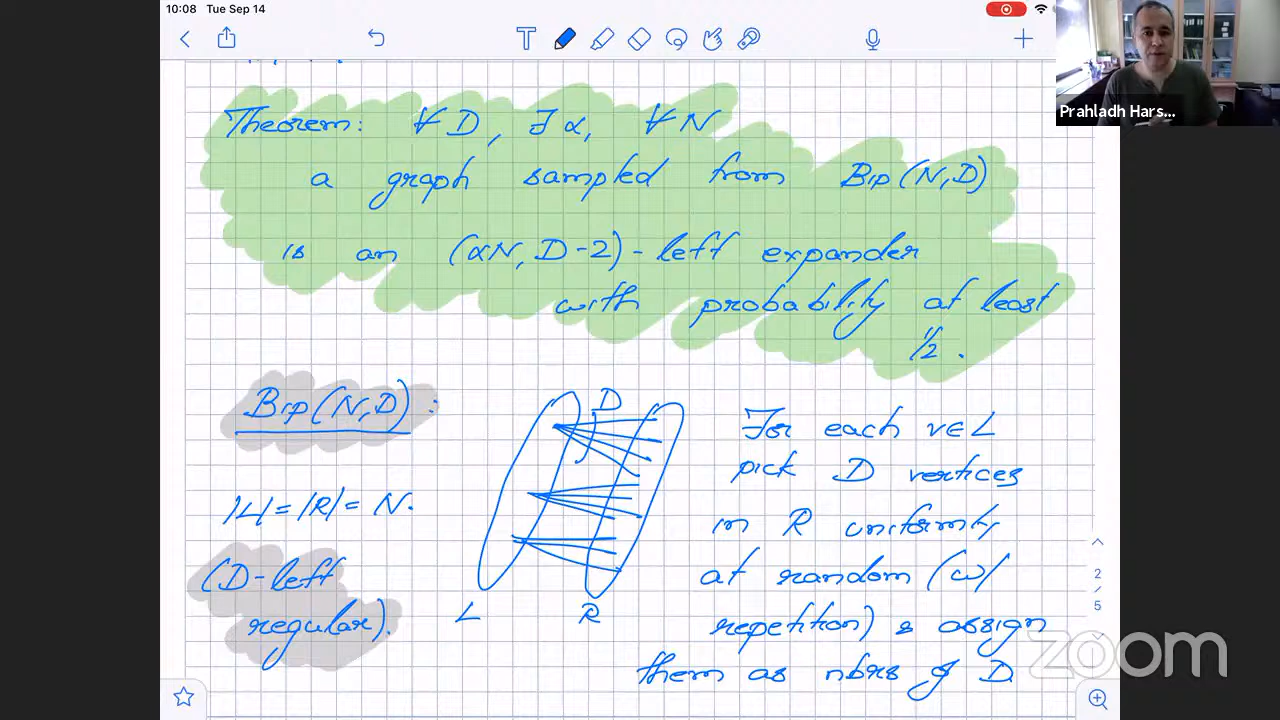 10:08 Tue Sep 14
T
Prahladh Hars...
Theorem: ∀ D, ∃ α, ∀ N
a graph sampled from Bip(N,D)
is an (αN, D-2)-left expander
with probability at least
1/2.
Bip(N,D):
|L|=|R|=N.
(D-left
regular).
D
L R
For each v∈L
pick D vertices
in R uniformly
at random (w/
repetition) & assign
them as nbrs of D.
2
/
5
zoom